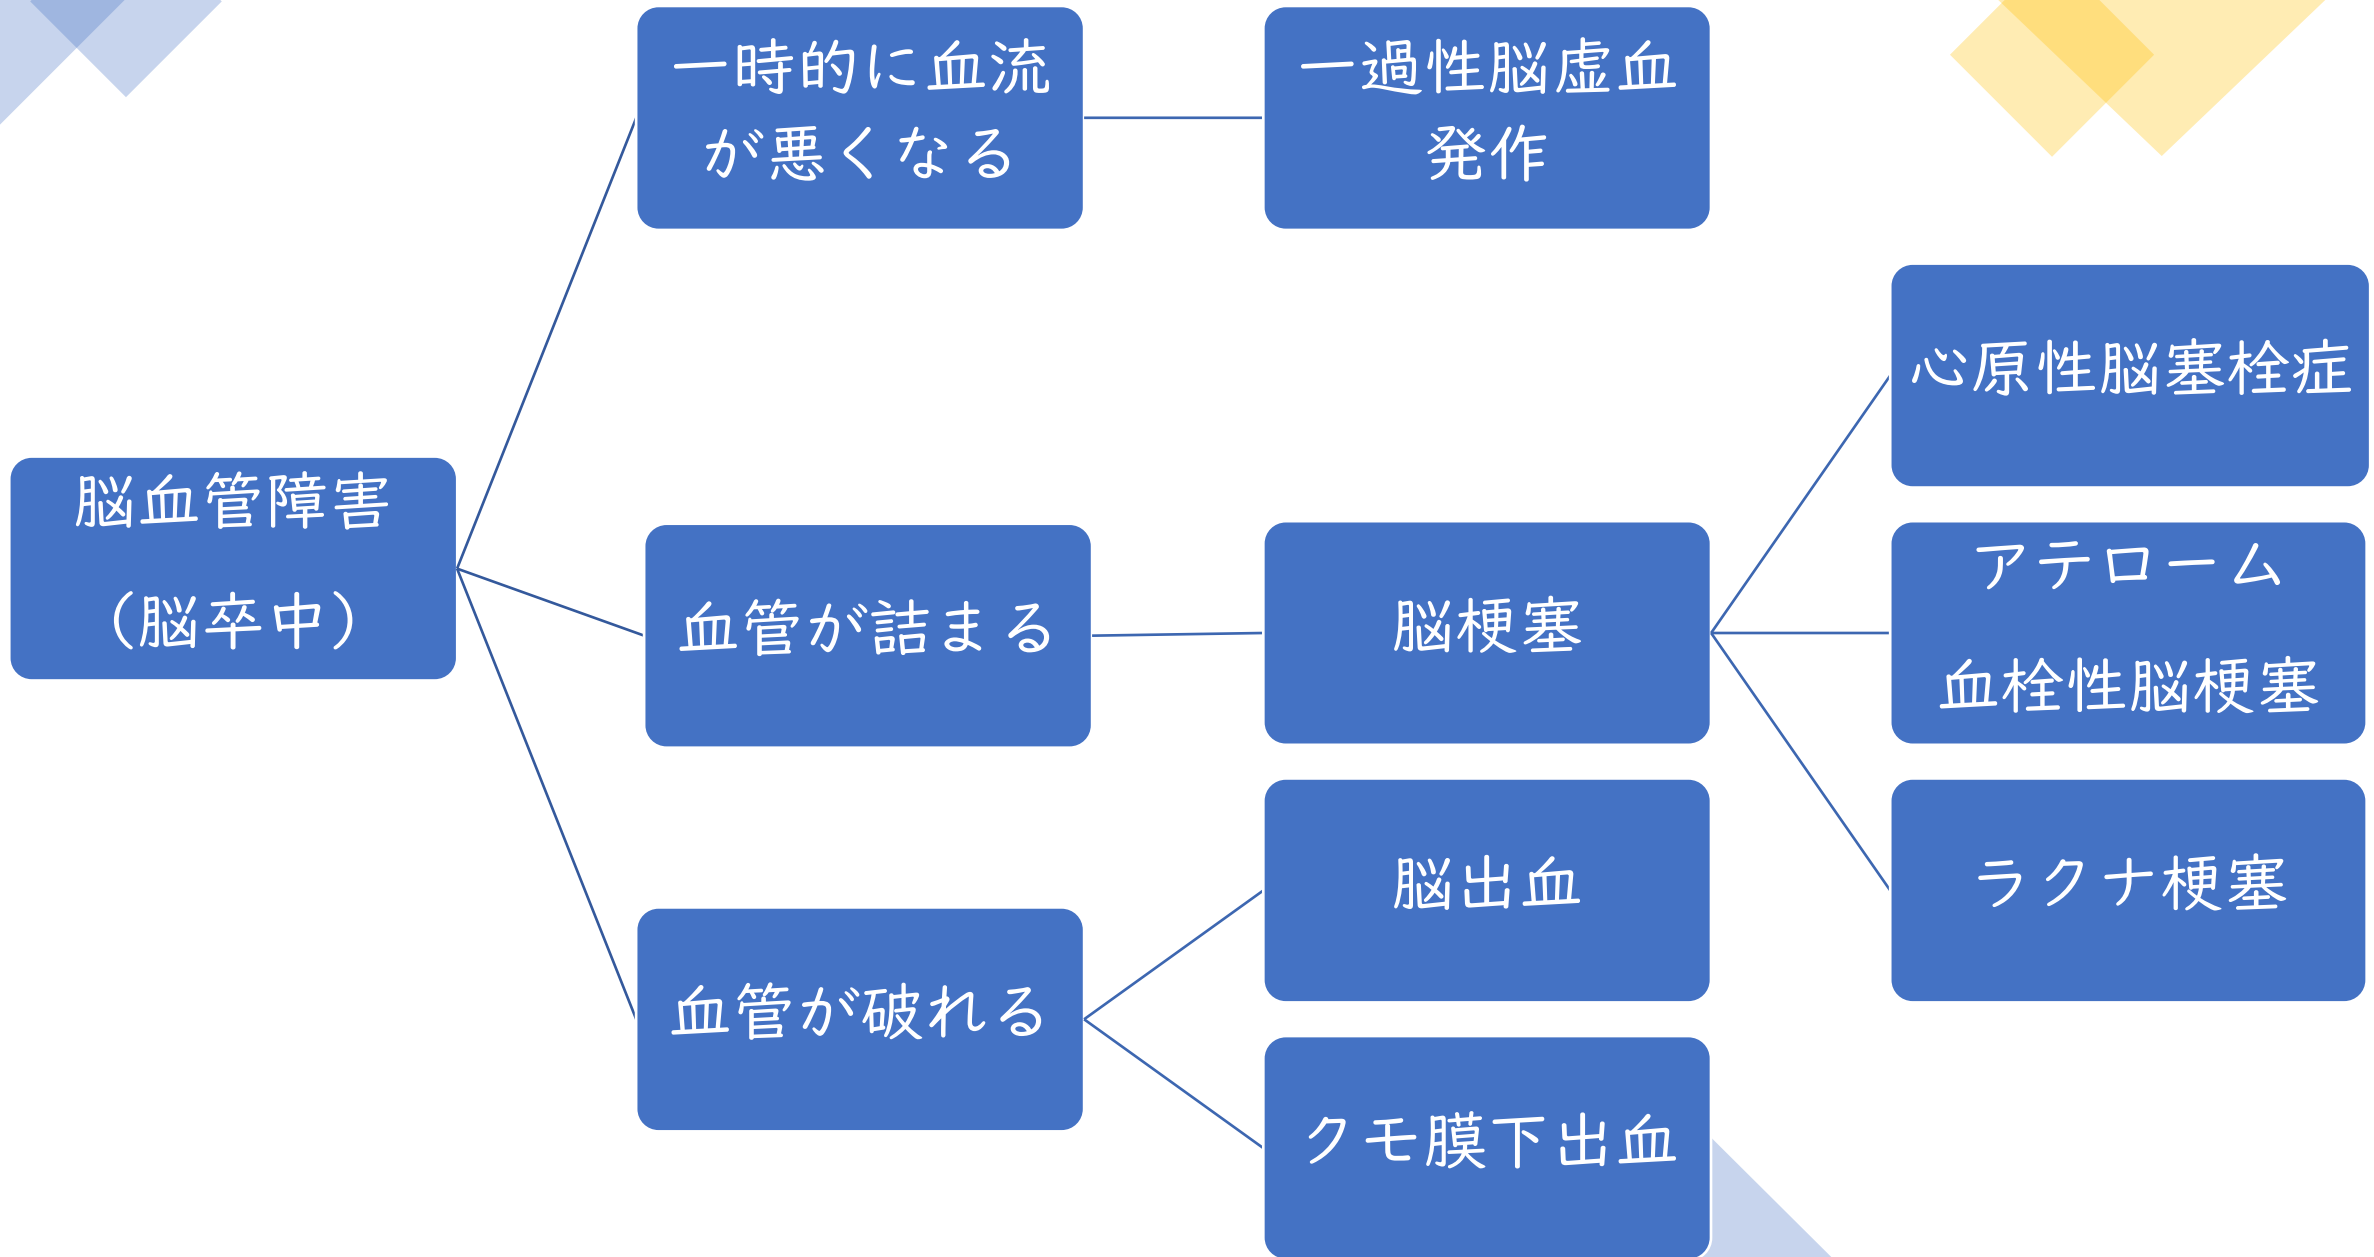 一時的に血流
が悪くなる
一過性脳虚血
発作
心原性脳塞栓症
脳血管障害
（脳卒中）
血管が詰まる
脳梗塞
アテローム
血栓性脳梗塞
脳出血
ラクナ梗塞
血管が破れる
クモ膜下出血